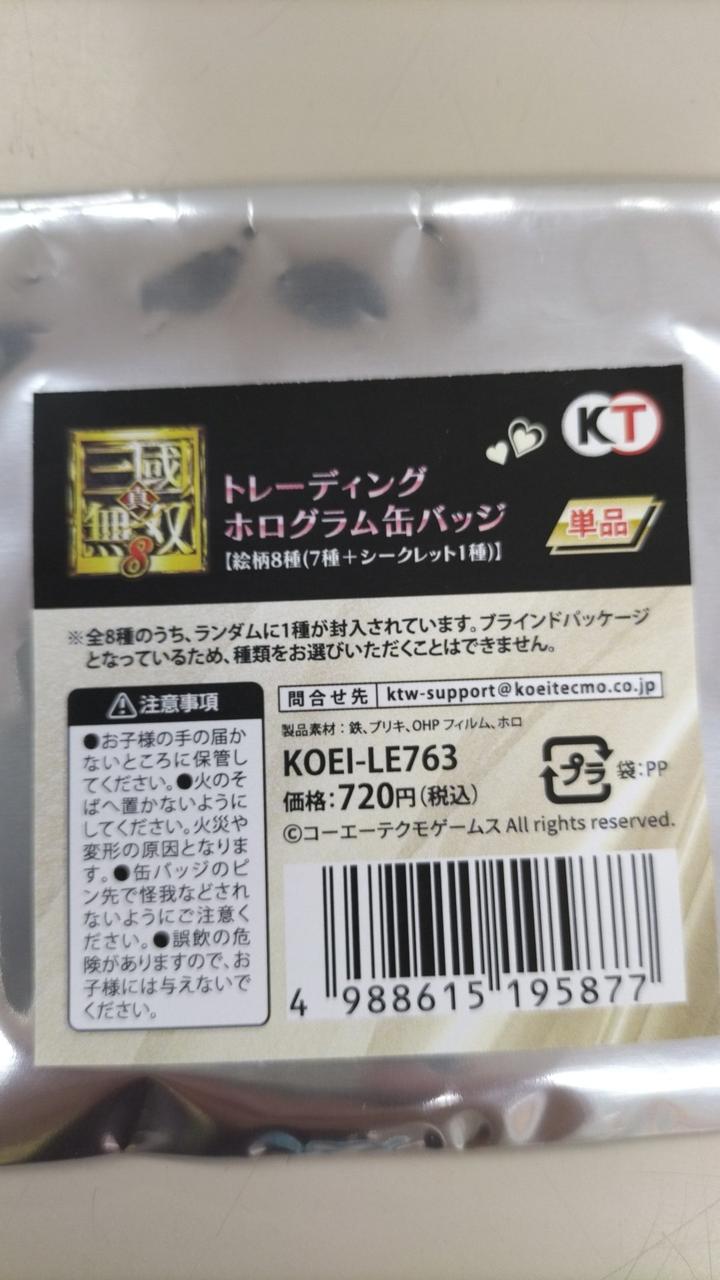 三國
真
無双
8
トレーディング
ホログラム缶バッジ
【絵柄8種(7種＋シークレット1種)】
KT
単品
※全8種のうち、ランダムに1種が封入されています。ブラインドパッケージ
となっているため、種類をお選びいただくことはできません。
注意事項
●お子様の手の届か
ないところに保管し
てください。●火のそ
ばへ置かないように
してください。火災や
変形の原因となりま
す。●缶バッジのピ
ン先で怪我などされ
ないようにご注意く
ださい。●誤飲の危
険がありますので、お
子様には与えないで
ください。
問合せ先 ktw-support@koeitecmo.co.jp
製品素材：鉄、ブリキ、OHPフィルム、ホロ
KOEI-LE763
価格：720円（税込）
プラ 袋：PP
©コーエーテクモゲームス All rights reserved.
4 988615 195877